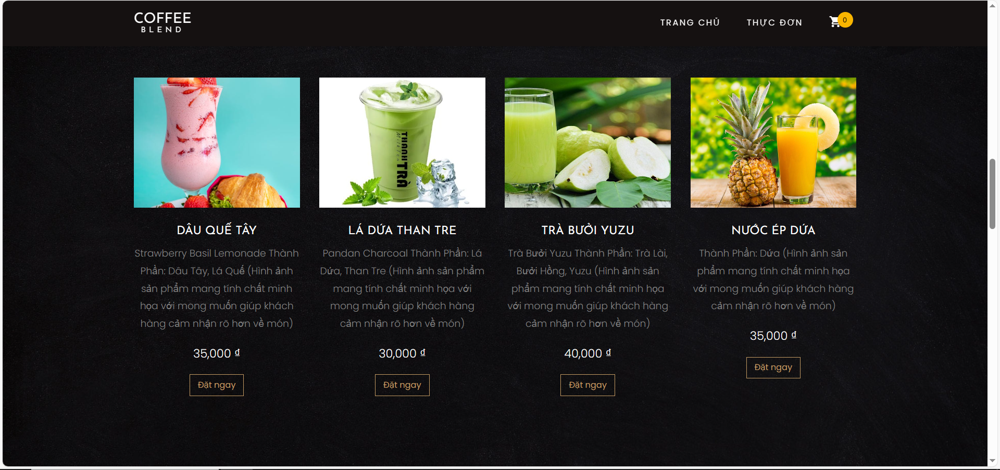 COFFEE
BLEND
TRANG CHỦ
THỰC ĐƠN
0
THANH
TRÀ
Milktea
DÂU QUẾ TÂY
Strawberry Basil Lemonade Thành
Phần: Dâu Tây, Lá Quế (Hình ảnh
sản phẩm mang tính chất minh
họa với mong muốn giúp khách
hàng cảm nhận rõ hơn về món)
35,000 ₫
Đặt ngay
LÁ DỨA THAN TRE
Pandan Charcoal Thành Phần: Lá
Dứa, Than Tre (Hình ảnh sản phẩm
mang tính chất minh họa với
mong muốn giúp khách hàng
cảm nhận rõ hơn về món)
30,000 ₫
Đặt ngay
TRÀ BƯỞI YUZU
Trà Bưởi Yuzu Thành Phần: Trà Lài,
Bưởi Hồng, Yuzu (Hình ảnh sản
phẩm mang tính chất minh họa
với mong muốn giúp khách hàng
cảm nhận rõ hơn về món)
40,000 ₫
Đặt ngay
NƯỚC ÉP DỨA
Thành Phần: Dứa (Hình ảnh sản
phẩm mang tính chất minh họa
với mong muốn giúp khách hàng
cảm nhận rõ hơn về món)
35,000 ₫
Đặt ngay